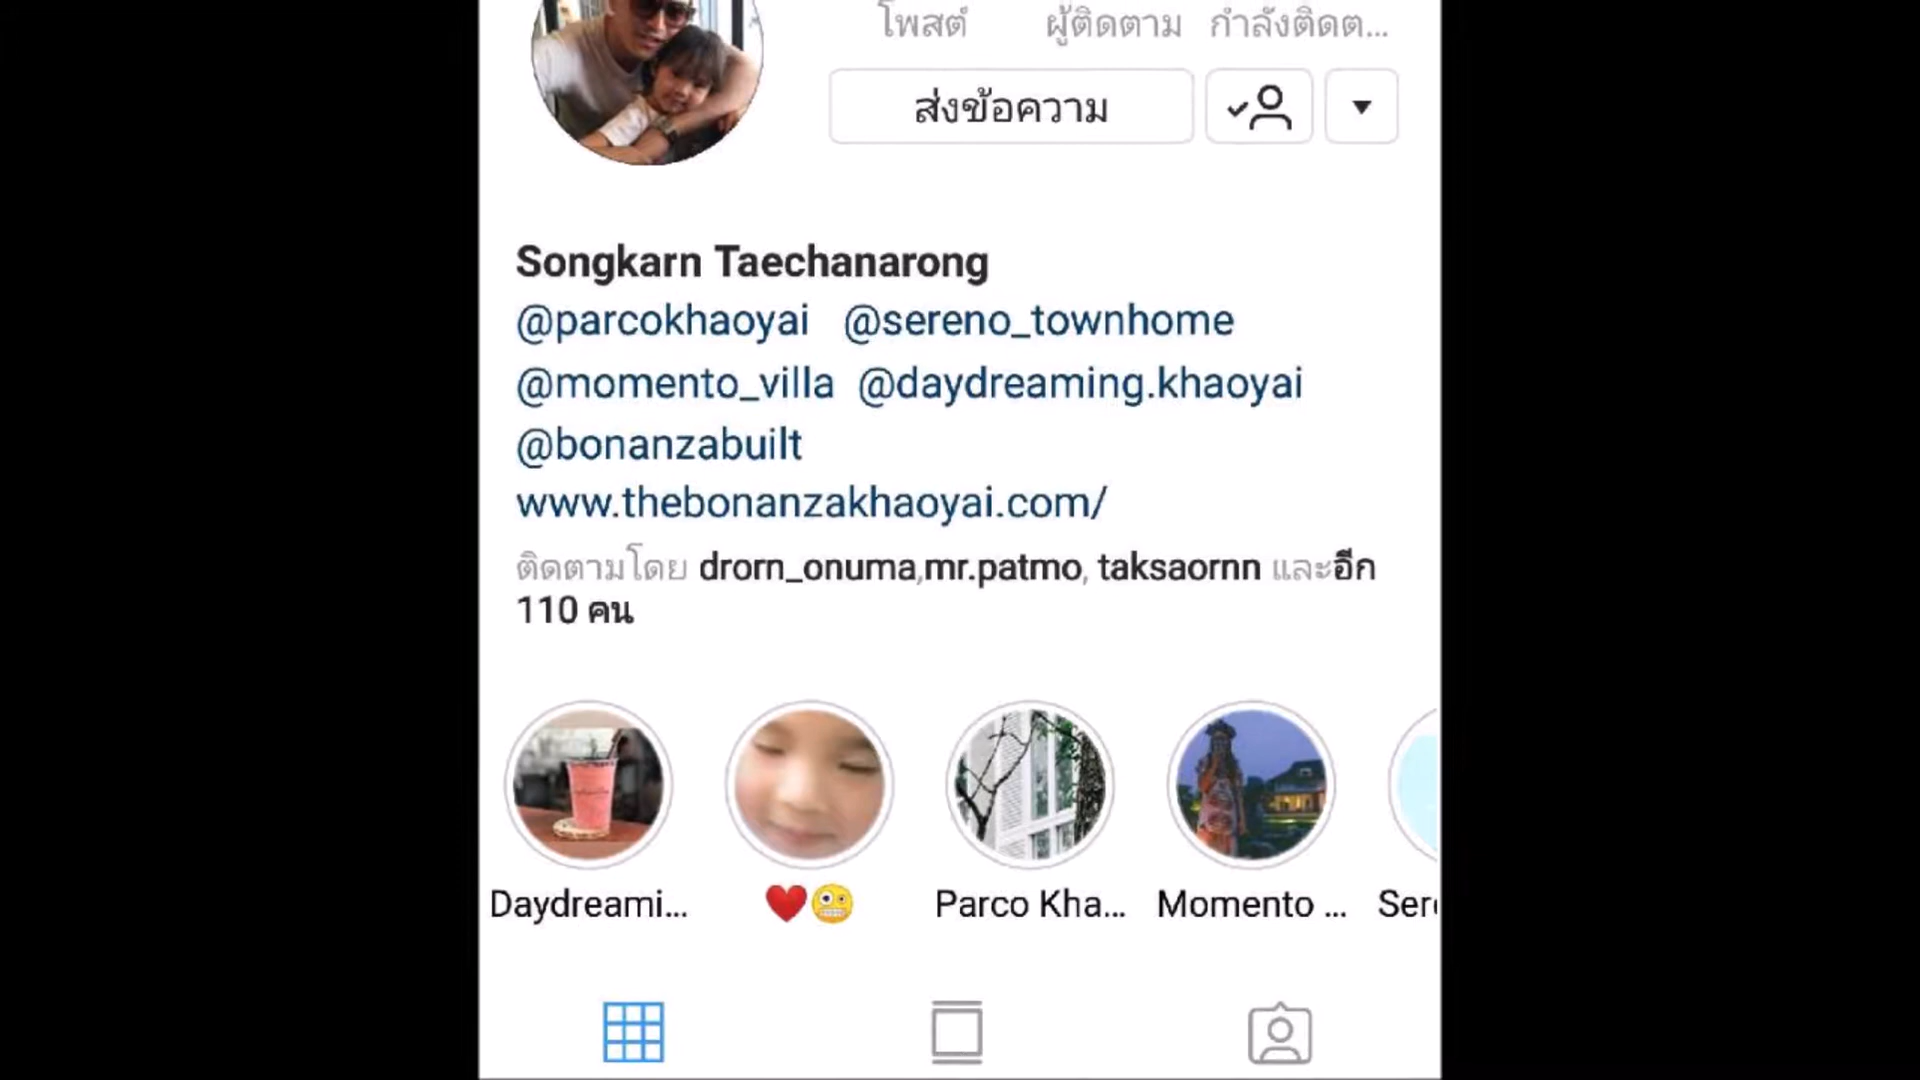 โพสต์ ผู้ติดตาม กำลังติดต...
ส่งข้อความ
Songkarn Taechanarong
@parcokhaoyai @sereno_townhome
@momento_villa @daydreaming.khaoyai
@bonanzabuilt
www.thebonanzakhaoyai.com/
ติดตามโดย drorn_onuma,mr.patmo, taksaornn และอีก
110 คน
Daydreami... ❤️🤪 Parco Kha... Momento ... Ser